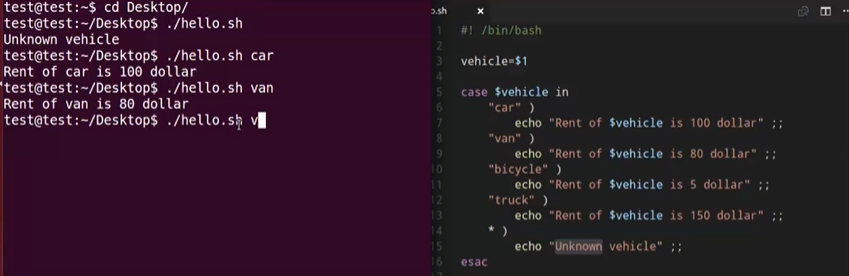 test@test:~$ cd Desktop/
test@test:~/Desktop$ ./hello.sh
Unknown vehicle
test@test:~/Desktop$ ./hello.sh car
Rent of car is 100 dollar
test@test:~/Desktop$ ./hello.sh van
Rent of van is 80 dollar
test@test:~/Desktop$ ./hello.sh v
.sh
1 #! /bin/bash
2
3 vehicle=$1
4
5 case $vehicle in
6 "car" )
7 echo "Rent of $vehicle is 100 dollar" ;;
8 "van" )
9 echo "Rent of $vehicle is 80 dollar" ;;
10 "bicycle" )
11 echo "Rent of $vehicle is 5 dollar" ;;
12 "truck" )
13 echo "Rent of $vehicle is 150 dollar" ;;
14 * )
15 echo "Unknown vehicle" ;;
16 esac